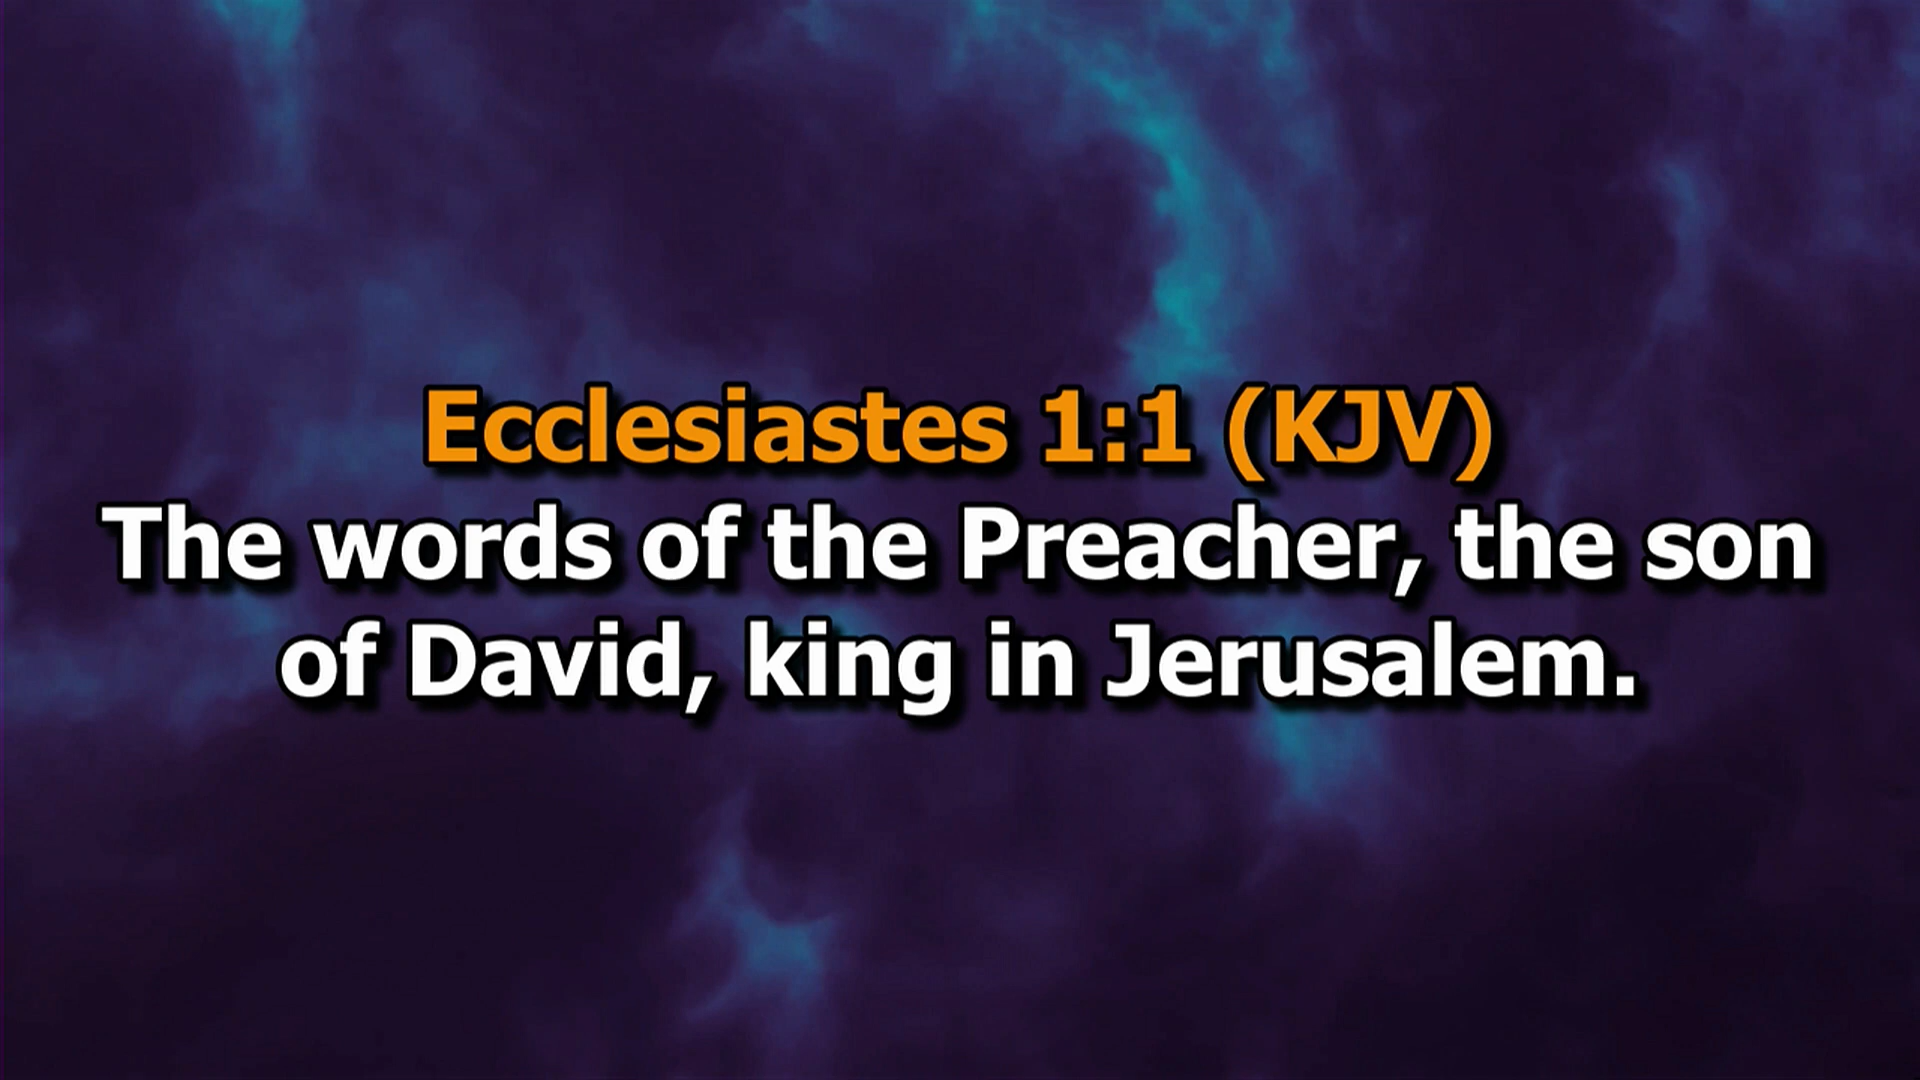 Ecclesiastes 1:1 (KJV)
The words of the Preacher, the son
of David, king in Jerusalem.